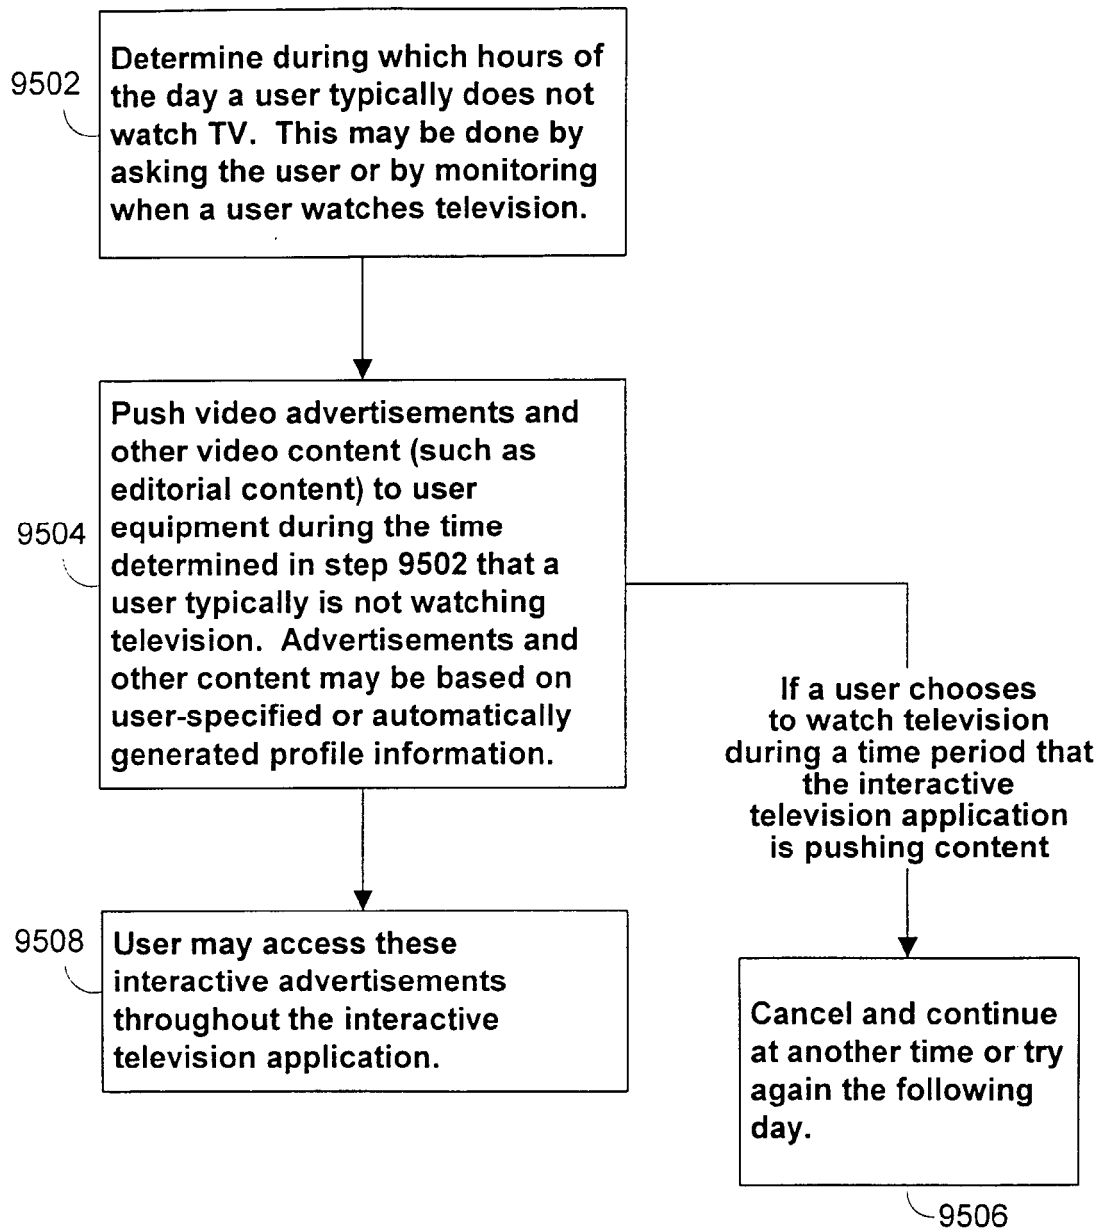 9502
Determine during which hours of
the day a user typically does not
watch TV. This may be done by
asking the user or by monitoring
when a user watches television.
9504
Push video advertisements and
other video content (such as
editorial content) to user
equipment during the time
determined in step 9502 that a
user typically is not watching
television. Advertisements and
other content may be based on
user-specified or automatically
generated profile information.
If a user chooses
to watch television
during a time period that
the interactive
television application
is pushing content
9508
User may access these
interactive advertisements
throughout the interactive
television application.
Cancel and continue
at another time or try
again the following
day.
9506